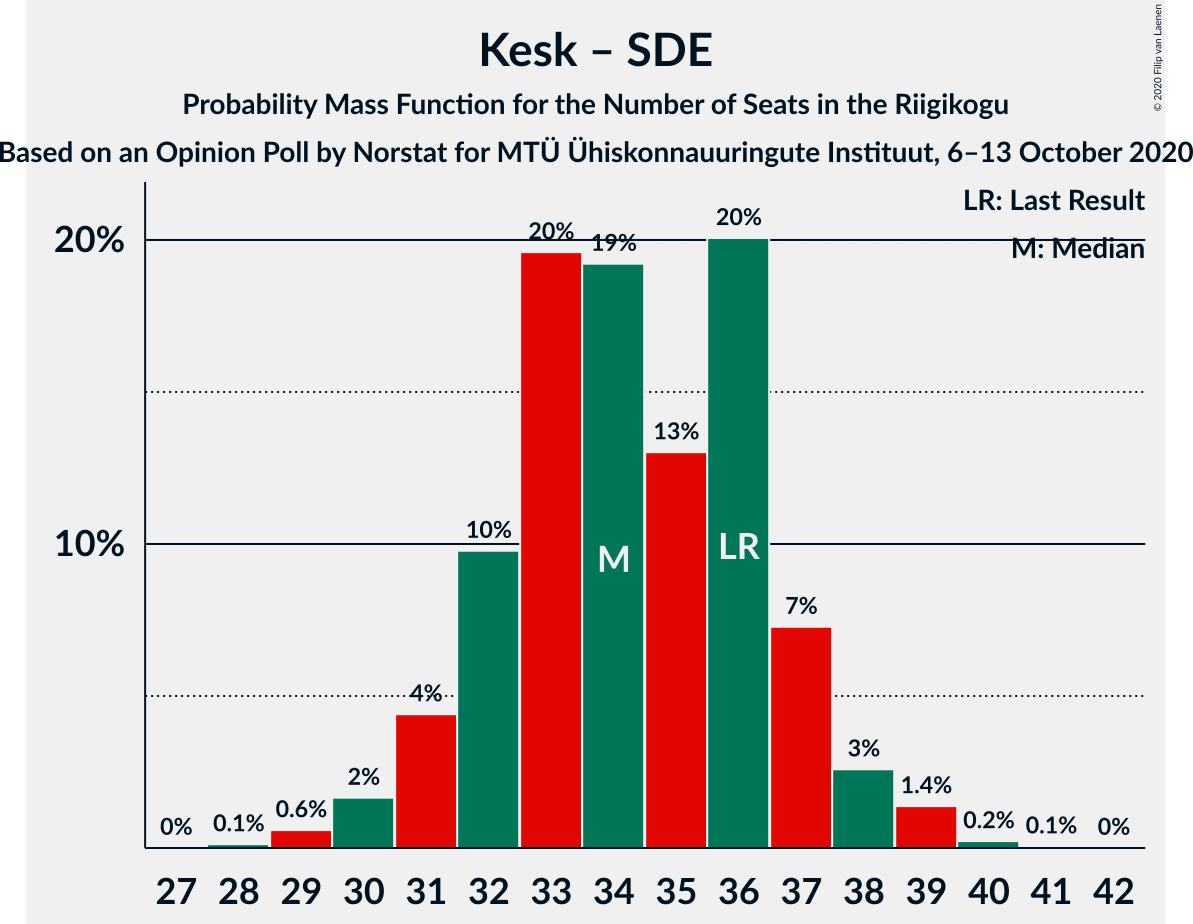 Kesk – SDE
Probability Mass Function for the Number of Seats in the Riigikogu
Based on an Opinion Poll by Norstat for MTÜ Ühiskonnauuringute Instituut, 6–13 October 2020
© 2020 Filip van Laenen
LR: Last Result
M: Median
20%
10%
0%
0.1%
0.6%
2%
4%
10%
20%
19%
13%
20%
7%
3%
1.4%
0.2%
0.1%
0%
M
LR
27 28 29 30 31 32 33 34 35 36 37 38 39 40 41 42